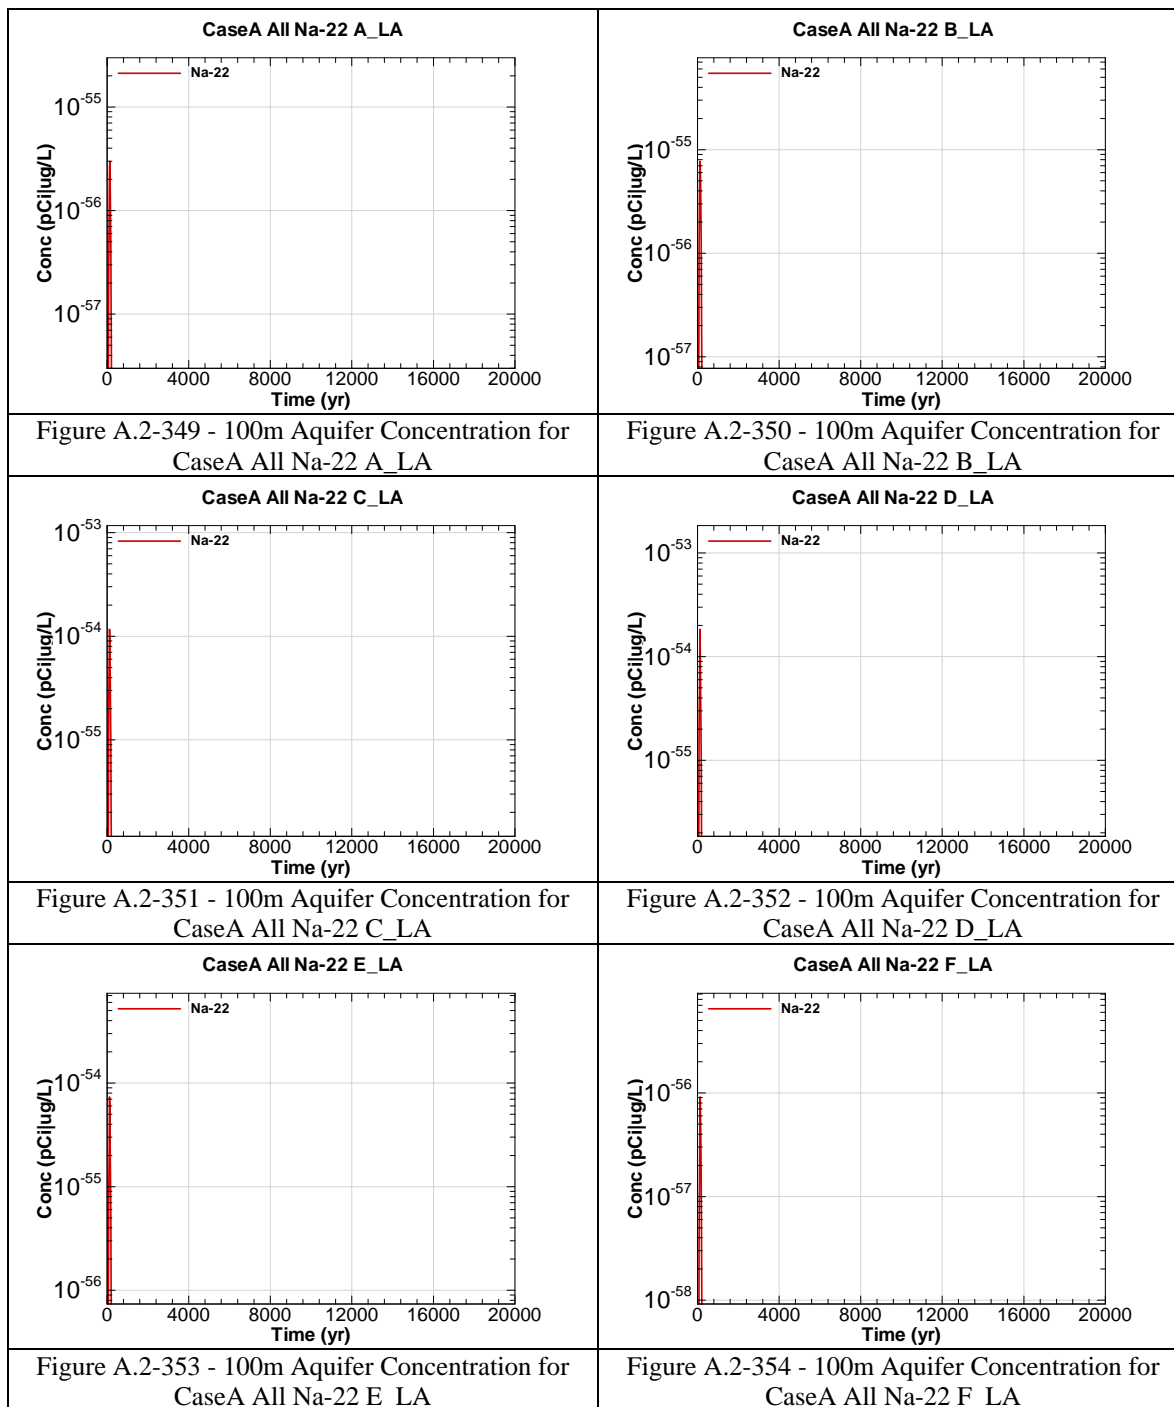 CaseA All Na-22 A_LA
Na-22
10-55
10-56
10-57
Conc (pCi|ug/L)
0 4000 8000 12000 16000 20000
Time (yr)
Figure A.2-349 - 100m Aquifer Concentration for
CaseA All Na-22 A_LA
CaseA All Na-22 B_LA
Na-22
10-55
10-56
10-57
Conc (pCi|ug/L)
0 4000 8000 12000 16000 20000
Time (yr)
Figure A.2-350 - 100m Aquifer Concentration for
CaseA All Na-22 B_LA
CaseA All Na-22 C_LA
Na-22
10-53
10-54
10-55
Conc (pCi|ug/L)
0 4000 8000 12000 16000 20000
Time (yr)
Figure A.2-351 - 100m Aquifer Concentration for
CaseA All Na-22 C_LA
CaseA All Na-22 D_LA
Na-22
10-53
10-54
10-55
Conc (pCi|ug/L)
0 4000 8000 12000 16000 20000
Time (yr)
Figure A.2-352 - 100m Aquifer Concentration for
CaseA All Na-22 D_LA
CaseA All Na-22 E_LA
Na-22
10-54
10-55
10-56
Conc (pCi|ug/L)
0 4000 8000 12000 16000 20000
Time (yr)
Figure A.2-353 - 100m Aquifer Concentration for
CaseA All Na-22 E_LA
CaseA All Na-22 F_LA
Na-22
10-56
10-57
10-58
Conc (pCi|ug/L)
0 4000 8000 12000 16000 20000
Time (yr)
Figure A.2-354 - 100m Aquifer Concentration for
CaseA All Na-22 F_LA